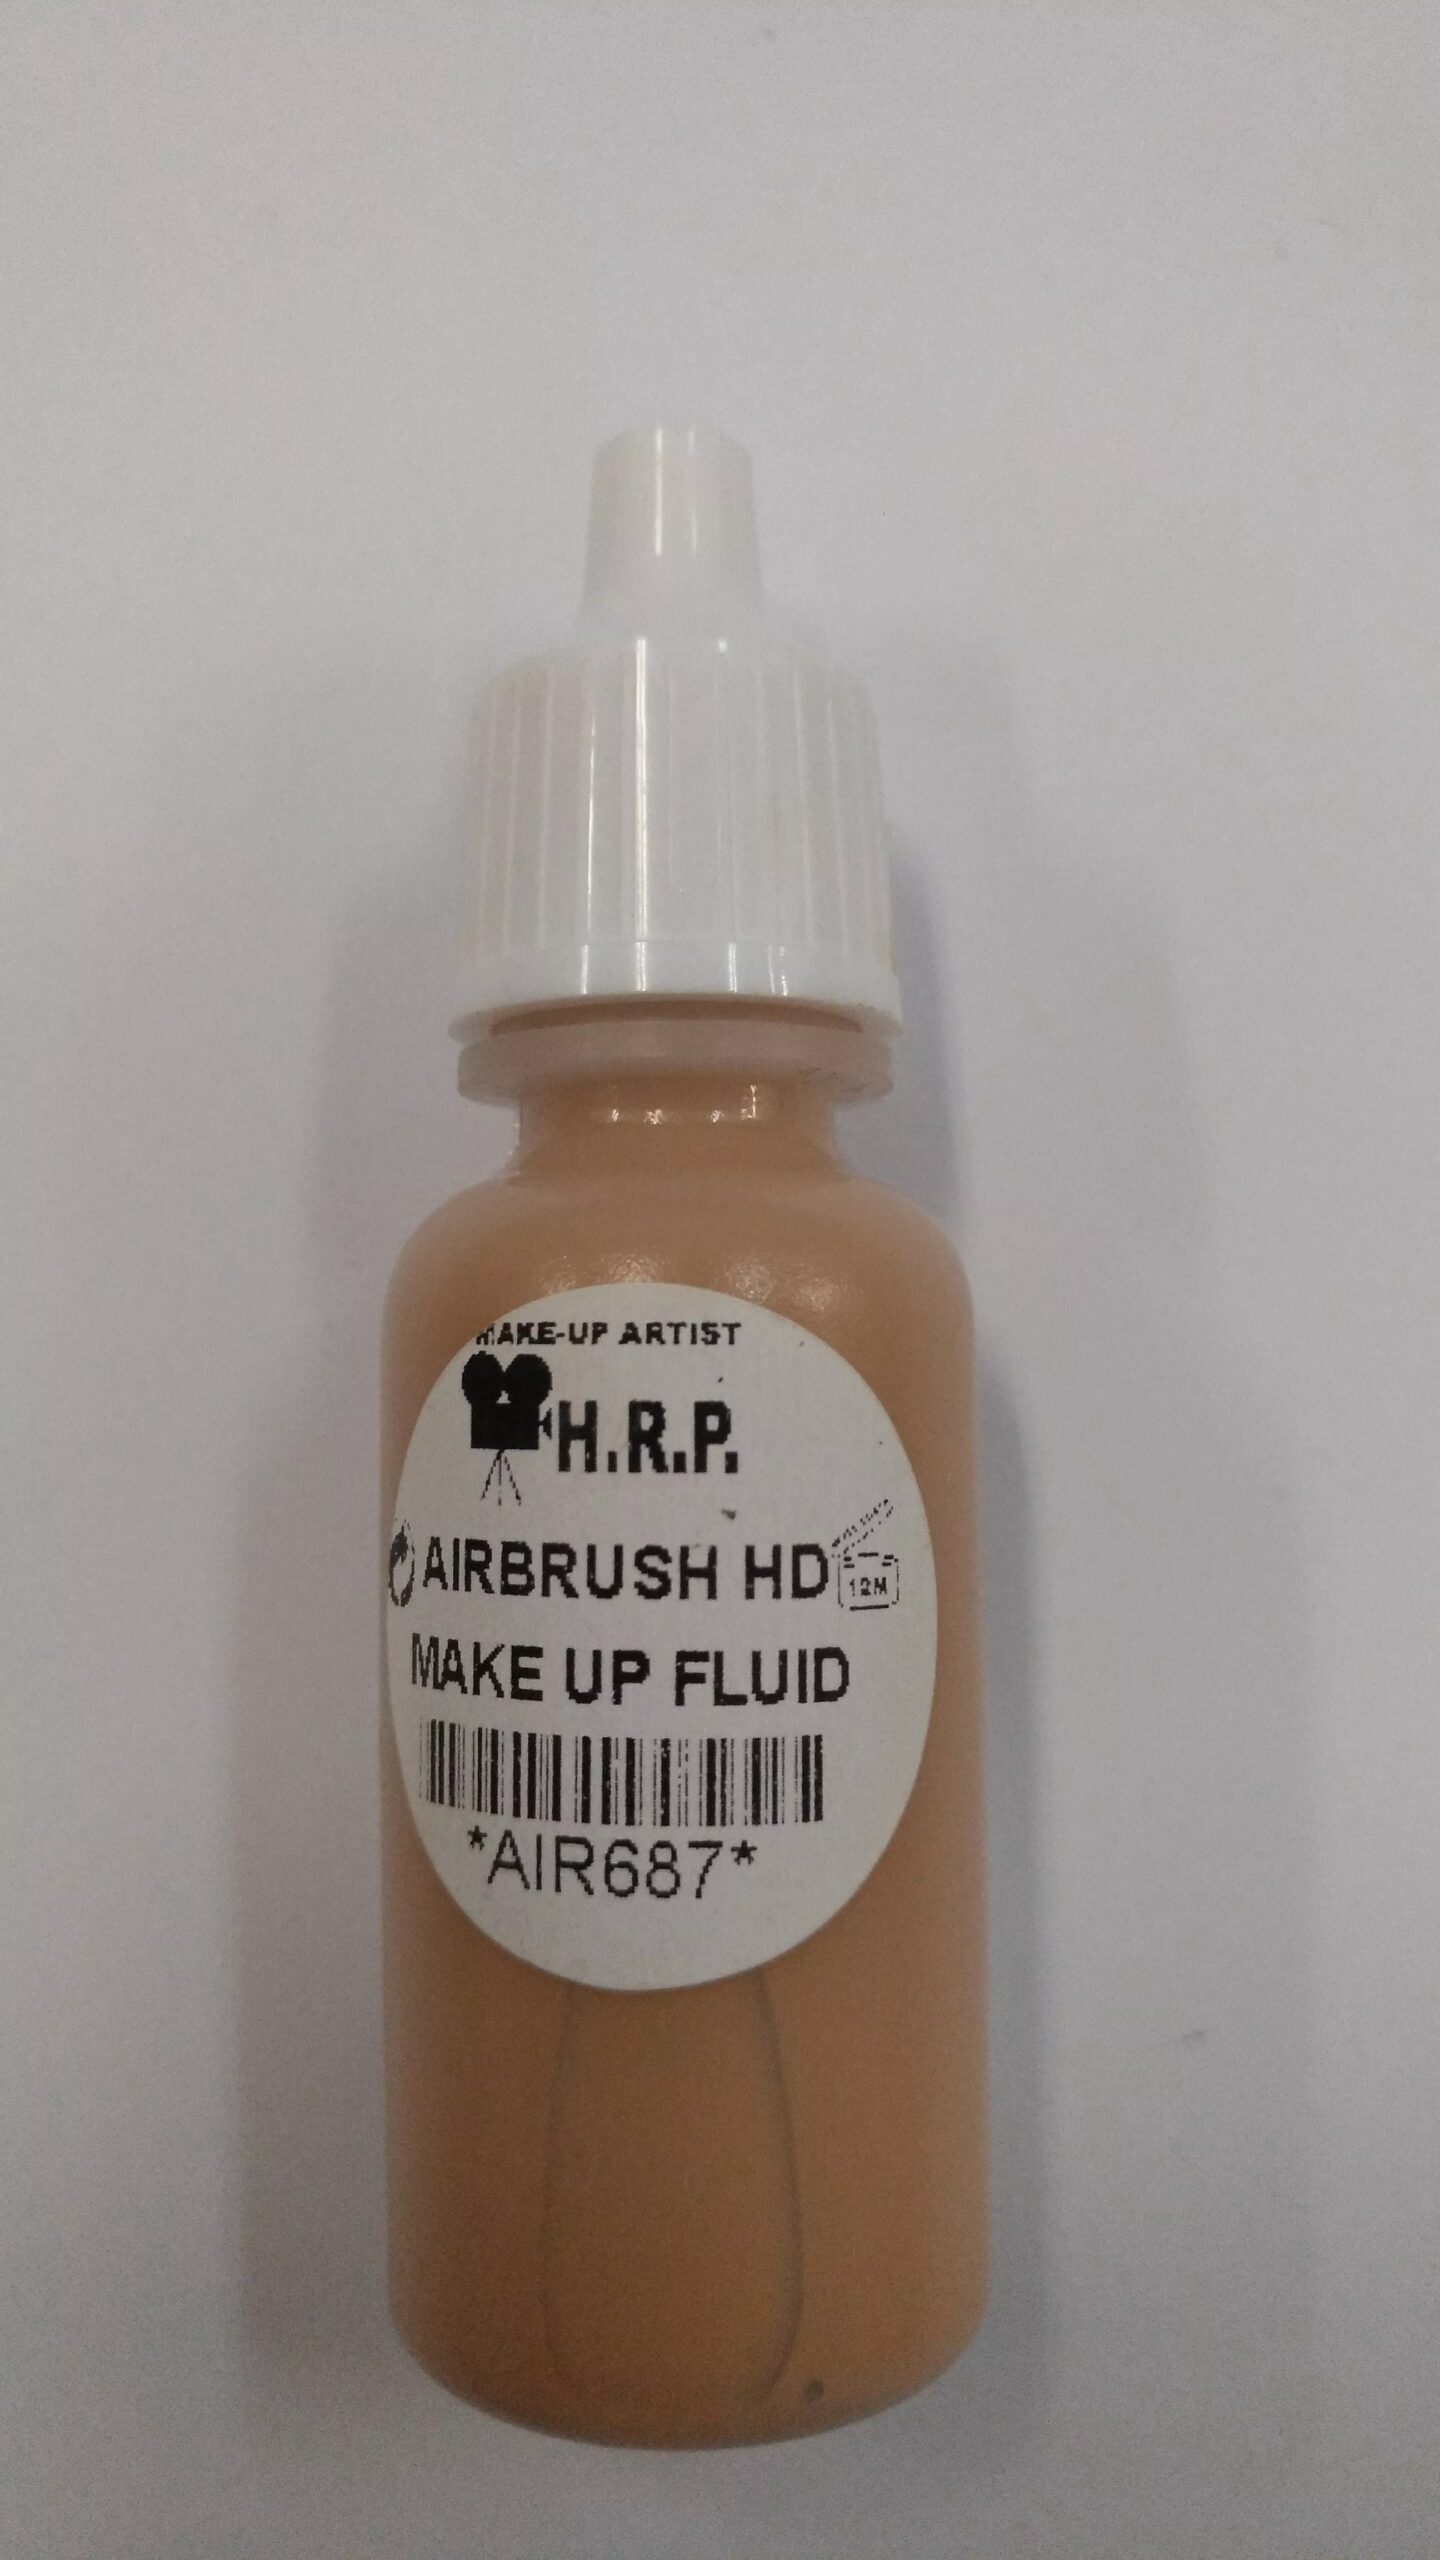 MAKE-UP ARTIST
H.R.P.
AIRBRUSH HD
12M
MAKE UP FLUID
*AIR687*